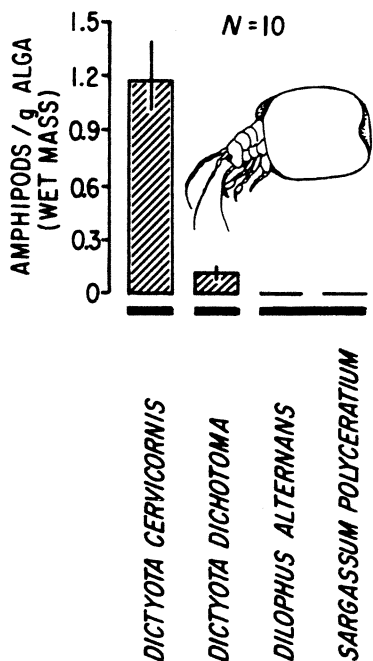 N=10
AMPHIPODS/g ALGA
(WET MASS)
1.5
1.2
0.9
0.6
0.3
0
DICTYOTA CERVICORNIS
DICTYOTA DICHOTOMA
DILOPHUS ALTERNANS
SARGASSUM POLYCERATIUM